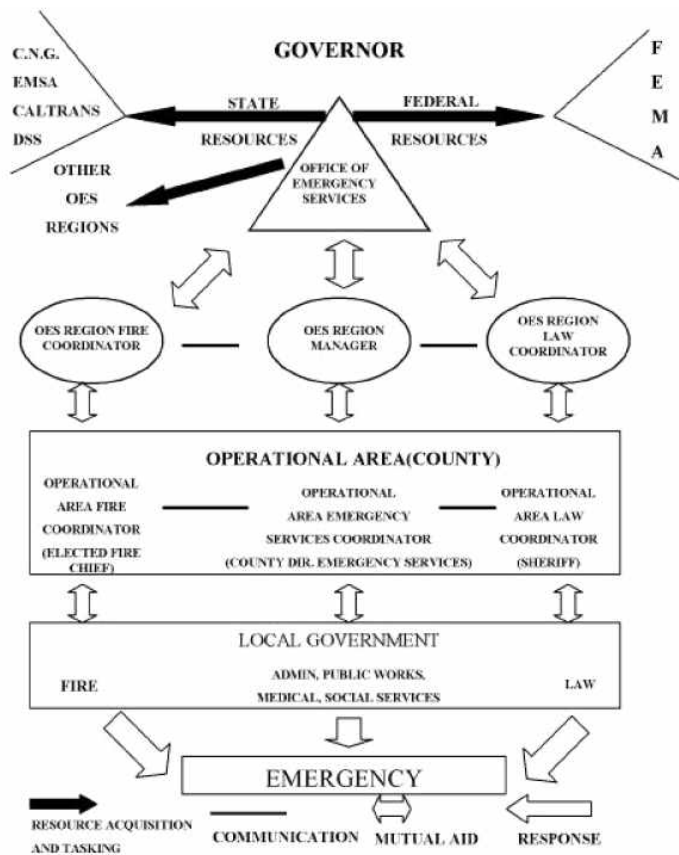 C.N.G.
EMSA
CALTRANS
DSS
GOVERNOR
F
E
M
A
STATE
RESOURCES
FEDERAL
RESOURCES
OTHER
OES
REGIONS
OFFICE OF
EMERGENCY
SERVICES
OES REGION FIRE
COORDINATOR
OES REGION
MANAGER
OES REGION
LAW
COORDINATOR
OPERATIONAL AREA(COUNTY)
OPERATIONAL
AREA FIRE
COORDINATOR
(ELECTED FIRE
CHIEF)
OPERATIONAL
AREA EMERGENCY
SERVICES COORDINATOR
(COUNTY DIR. EMERGENCY SERVICES)
OPERATIONAL
AREA LAW
COORDINATOR
(SHERIFF)
LOCAL GOVERNMENT
FIRE
ADMIN, PUBLIC WORKS,
MEDICAL, SOCIAL SERVICES
LAW
EMERGENCY
RESOURCE ACQUISITION
AND TASKING
COMMUNICATION
MUTUAL AID
RESPONSE